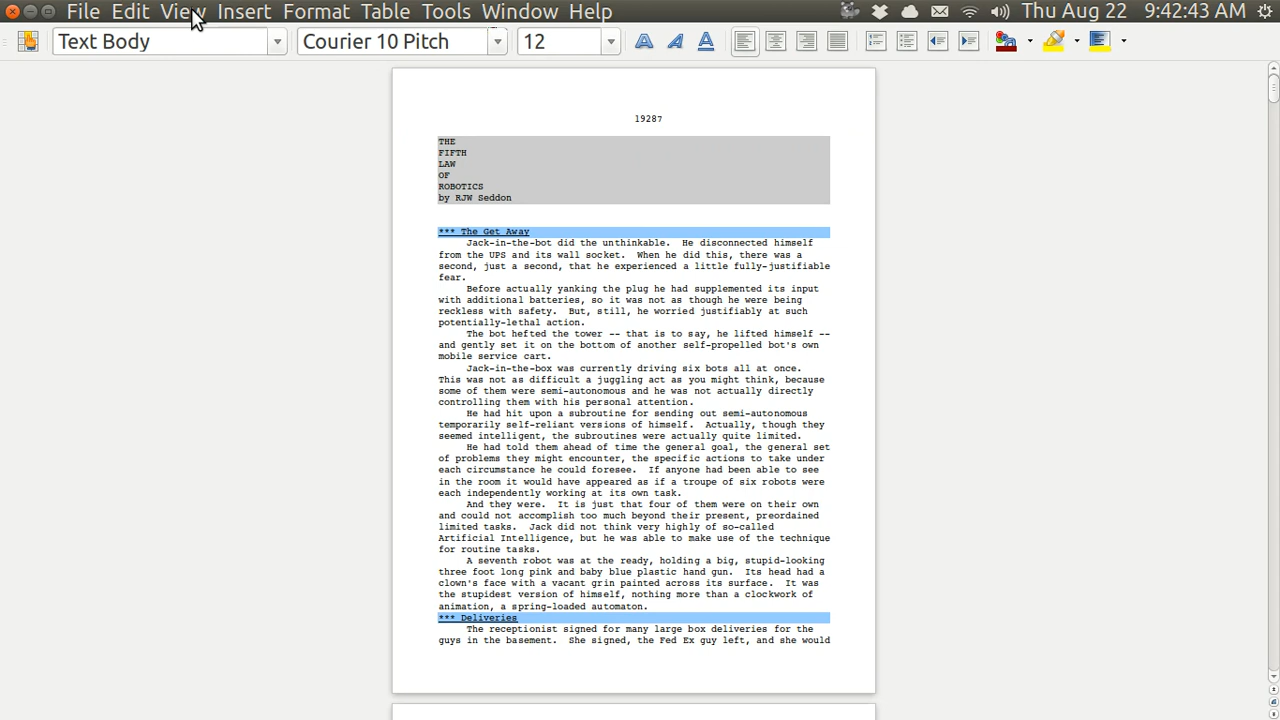 File Edit View Insert Format Table Tools Window Help Thu Aug 22 9:42:43 AM
Text Body Courier 10 Pitch 12
19287
THE
FIFTH
LAW
OF
ROBOTICS
by RJW Seddon
*** The Get Away
Jack-in-the-bot did the unthinkable. He disconnected himself
from the UPS and its wall socket. When he did this, there was a
second, just a second, that he experienced a little fully-justifiable
fear.
Before actually yanking the plug he had supplemented its input
with additional batteries, so it was not as though he were being
reckless with safety. But, still, he worried justifiably at such
potentially-lethal action.
The bot hefted the tower -- that is to say, he lifted himself --
and gently set it on the bottom of another self-propelled bot's own
mobile service cart.
Jack-in-the-box was currently driving six bots all at once.
This was not as difficult a juggling act as you might think, because
some of them were semi-autonomous and he was not actually directly
controlling them with his personal attention.
He had hit upon a subroutine for sending out semi-autonomous
temporarily self-reliant versions of himself. Actually, though they
seemed intelligent, the subroutines were actually quite limited.
He had told them ahead of time the general goal, the general set
of problems they might encounter, the specific actions to take under
each circumstance he could foresee. If anyone had been able to see
in the room it would have appeared as if a troupe of six robots were
each independently working at its own task.
And they were. It is just that four of them were on their own
and could not accomplish too much beyond their present, preordained
limited tasks. Jack did not think very highly of so-called
Artificial Intelligence, but he was able to make use of the technique
for routine tasks.
A seventh robot was at the ready, holding a big, stupid-looking
three foot long pink and baby blue plastic hand gun. Its head had a
clown's face with a vacant grin painted across its surface. It was
the stupidest version of himself, nothing more than a clockwork of
animation, a spring-loaded automaton.
*** Deliveries
The receptionist signed for many large box deliveries for the
guys in the basement. She signed, the Fed Ex guy left, and she would